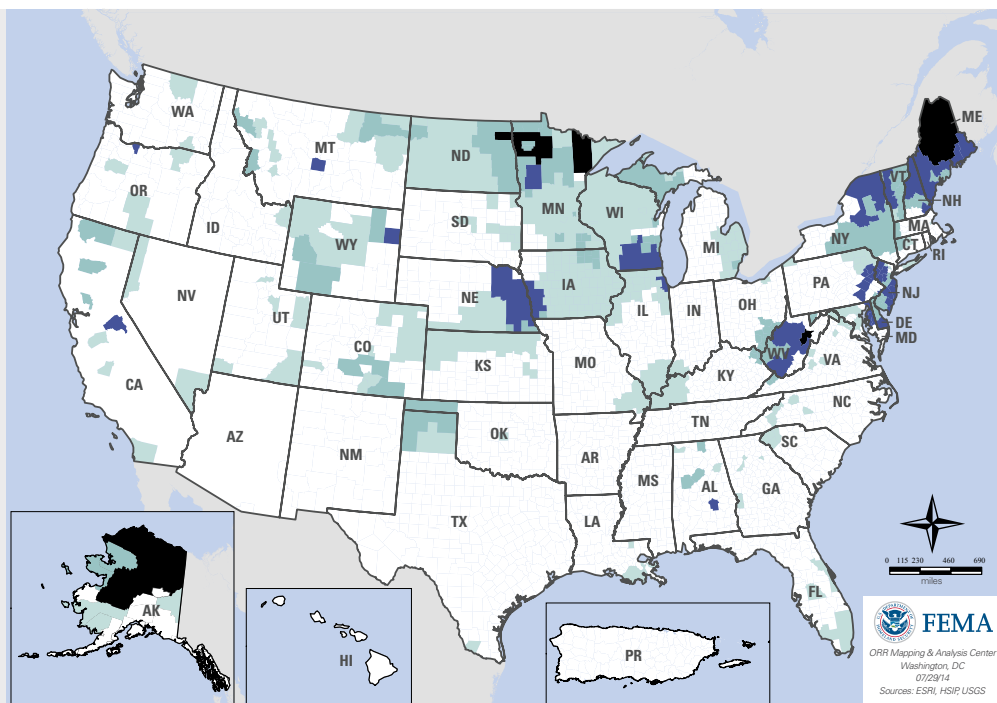 WA
MT
ND
ME
OR
ID
SD
MN
WI
VT
NH
WY
MI
NY
MA
CT
RI
NV
UT
NE
IA
IL
IN
OH
PA
NJ
DE
MD
CO
KS
MO
KY
WV
VA
CA
AZ
NM
OK
AR
TN
NC
SC
TX
LA
MS
AL
GA
FL
AK
HI
PR
0 115 230 460 690
miles
FEMA
ORR Mapping & Analysis Center
Washington, DC
07/29/14
Sources: ESRI, HSIP, USGS